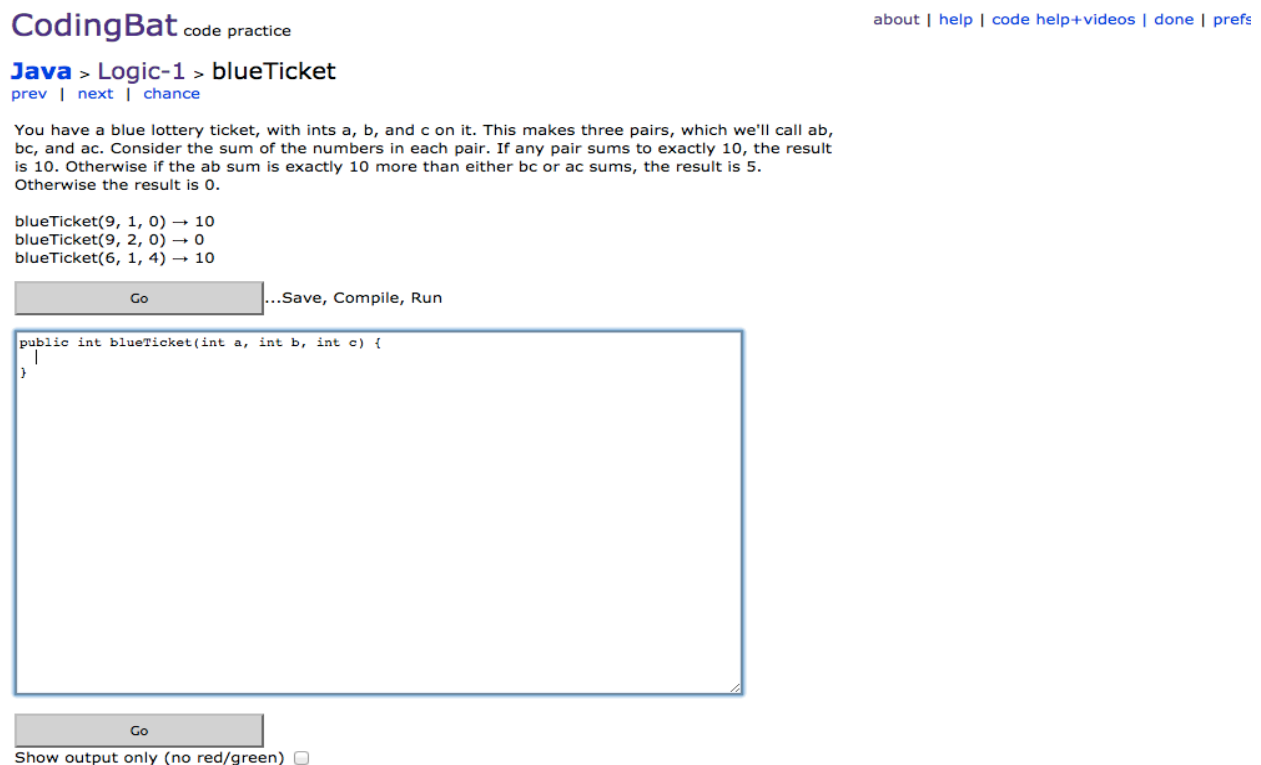 CodingBat code practice
about | help | code help+videos | done | prefs
Java > Logic-1 > blueTicket
prev | next | chance
You have a blue lottery ticket, with ints a, b, and c on it. This makes three pairs, which we'll call ab,
bc, and ac. Consider the sum of the numbers in each pair. If any pair sums to exactly 10, the result
is 10. Otherwise if the ab sum is exactly 10 more than either bc or ac sums, the result is 5.
Otherwise the result is 0.
blueTicket(9, 1, 0) → 10
blueTicket(9, 2, 0) → 0
blueTicket(6, 1, 4) → 10
Go ...Save, Compile, Run
public int blueTicket(int a, int b, int c) {
}
Go
Show output only (no red/green)